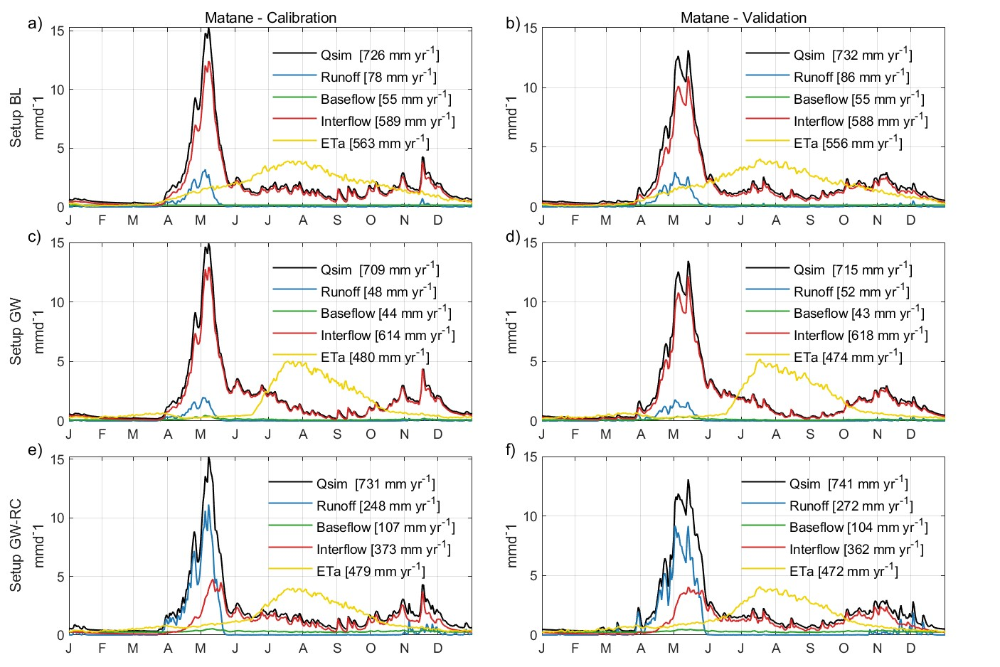 Matane - Calibration
Matane - Validation
a)
15
10
5
0
Setup BL
mmd-1
Qsim [726 mm yr-1]
Runoff [78 mm yr-1]
Baseflow [55 mm yr-1]
Interflow [589 mm yr-1]
ETa [563 mm yr-1]
J F M A M J J A S O N D
b)
15
10
5
0
mmd-1
Qsim [732 mm yr-1]
Runoff [86 mm yr-1]
Baseflow [55 mm yr-1]
Interflow [588 mm yr-1]
ETa [556 mm yr-1]
J F M A M J J A S O N D
c)
15
10
5
0
Setup GW
mmd-1
Qsim [709 mm yr-1]
Runoff [48 mm yr-1]
Baseflow [44 mm yr-1]
Interflow [614 mm yr-1]
ETa [480 mm yr-1]
J F M A M J J A S O N D
d)
15
10
5
0
mmd-1
Qsim [715 mm yr-1]
Runoff [52 mm yr-1]
Baseflow [43 mm yr-1]
Interflow [618 mm yr-1]
ETa [474 mm yr-1]
J F M A M J J A S O N D
e)
15
10
5
0
Setup GW-RC
mmd-1
Qsim [731 mm yr-1]
Runoff [248 mm yr-1]
Baseflow [107 mm yr-1]
Interflow [373 mm yr-1]
ETa [479 mm yr-1]
J F M A M J J A S O N D
f)
15
10
5
0
mmd-1
Qsim [741 mm yr-1]
Runoff [272 mm yr-1]
Baseflow [104 mm yr-1]
Interflow [362 mm yr-1]
ETa [472 mm yr-1]
J F M A M J J A S O N D